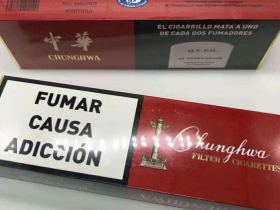 中華
CHUNGHWA
EL CIGARRILLO MATA A UNO
DE CADA DOS FUMADORES
Q.E.P.D.
FUMAR
CAUSA
ADICCIÓN
Chunghwa
FILTER CIGARETTES